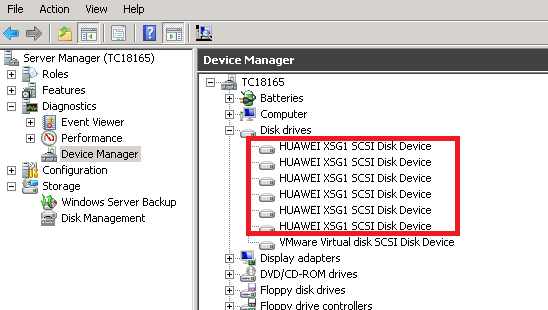 File Action View Help
Server Manager (TC18165)
Roles
Features
Diagnostics
Event Viewer
Performance
Device Manager
Configuration
Storage
Windows Server Backup
Disk Management
Device Manager
TC18165
Batteries
Computer
Disk drives
HUAWEI XSG1 SCSI Disk Device
HUAWEI XSG1 SCSI Disk Device
HUAWEI XSG1 SCSI Disk Device
HUAWEI XSG1 SCSI Disk Device
HUAWEI XSG1 SCSI Disk Device
HUAWEI XSG1 SCSI Disk Device
VMware Virtual disk SCSI Disk Device
Display adapters
DVD/CD-ROM drives
Floppy disk drives
Floppy drive controllers